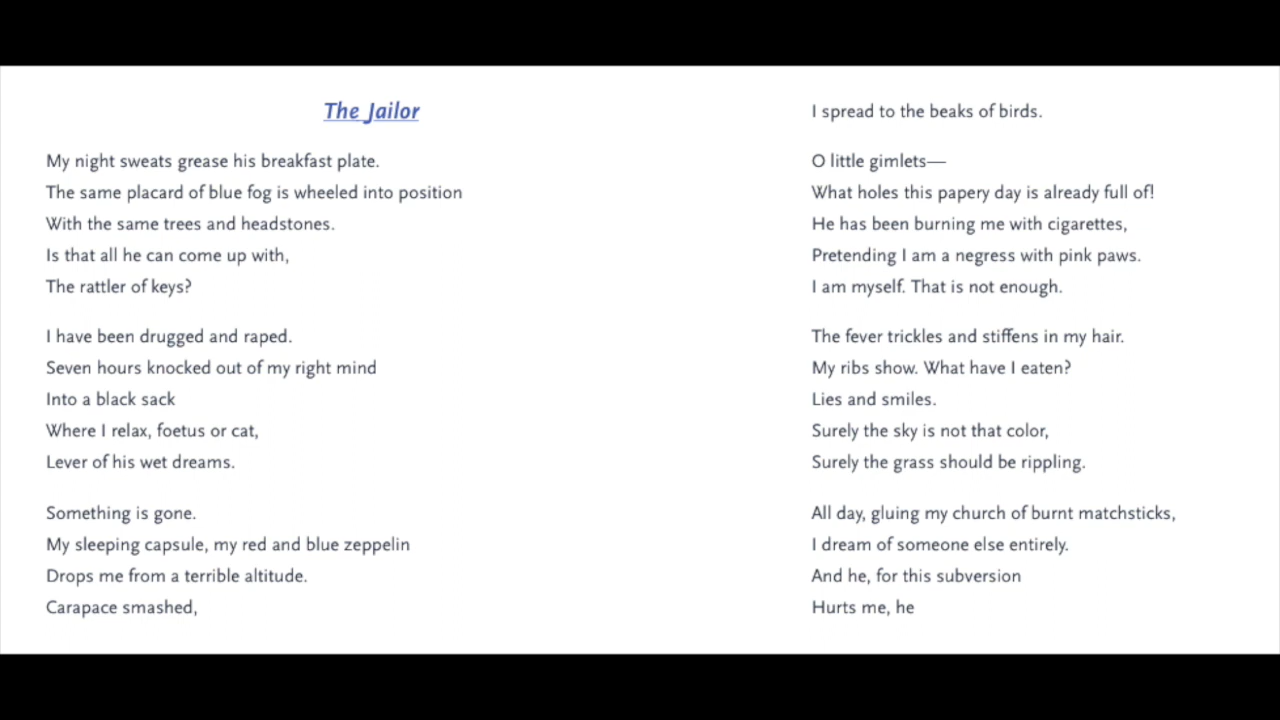 The Jailor
My night sweats grease his breakfast plate.
The same placard of blue fog is wheeled into position
With the same trees and headstones.
Is that all he can come up with,
The rattler of keys?
I have been drugged and raped.
Seven hours knocked out of my right mind
Into a black sack
Where I relax, foetus or cat,
Lever of his wet dreams.
Something is gone.
My sleeping capsule, my red and blue zeppelin
Drops me from a terrible altitude.
Carapace smashed,
I spread to the beaks of birds.
O little gimlets—
What holes this papery day is already full of!
He has been burning me with cigarettes,
Pretending I am a negress with pink paws.
I am myself. That is not enough.
The fever trickles and stiffens in my hair.
My ribs show. What have I eaten?
Lies and smiles.
Surely the sky is not that color,
Surely the grass should be rippling.
All day, gluing my church of burnt matchsticks,
I dream of someone else entirely.
And he, for this subversion
Hurts me, he